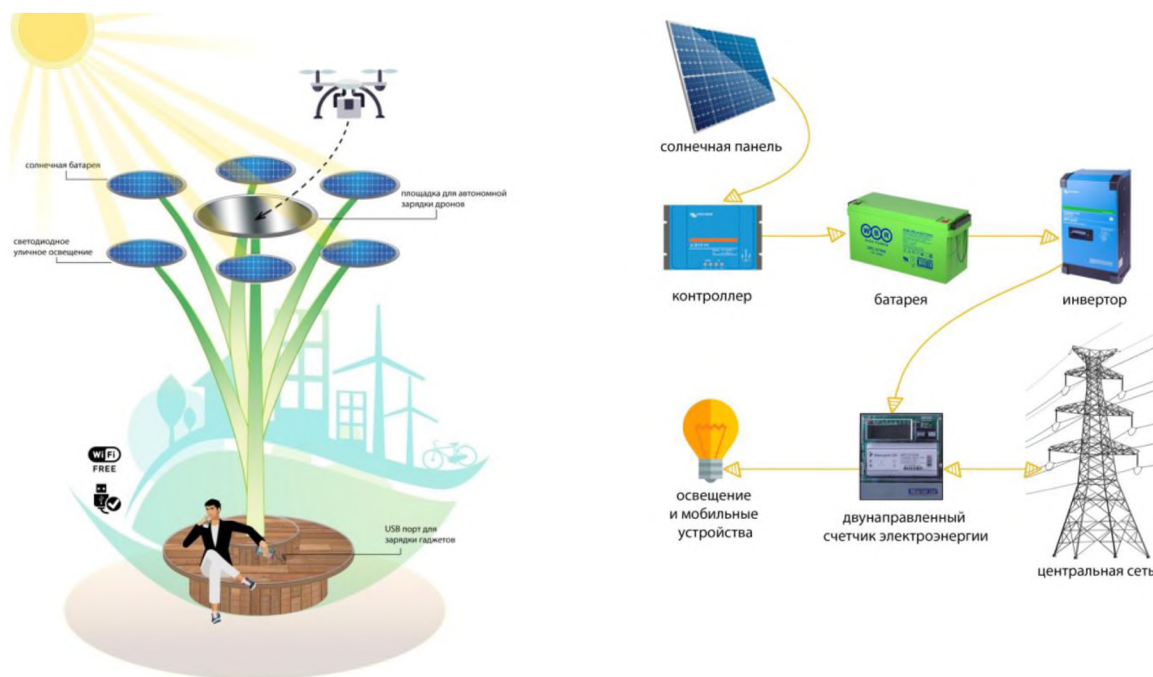 солнечная батарея
площадка для автономной
зарядки дронов
светодиодное
уличное освещение
WiFi
FREE
USB порт для
зарядки гаджетов
солнечная панель
контроллер
WBR
батарея
инвертор
освещение
и мобильные
устройства
двунаправленный
счетчик электроэнергии
центральная сеть